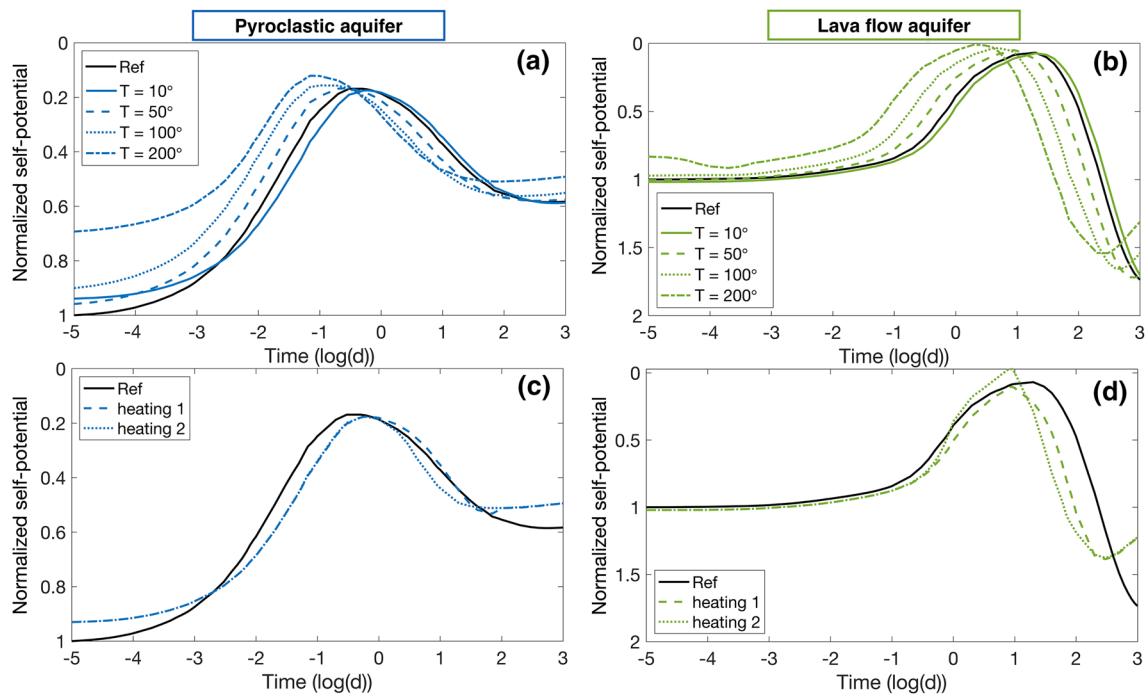 Pyroclastic aquifer
Lava flow aquifer
(a)
Normalized self-potential
0
0.2
0.4
0.6
0.8
1
Ref
T = 10°
T = 50°
T = 100°
T = 200°
-5 -4 -3 -2 -1 0 1 2 3
Time (log(d))
(b)
Normalized self-potential
0
0.5
1
1.5
2
Ref
T = 10°
T = 50°
T = 100°
T = 200°
-5 -4 -3 -2 -1 0 1 2 3
Time (log(d))
(c)
Normalized self-potential
0
0.2
0.4
0.6
0.8
1
Ref
heating 1
heating 2
-5 -4 -3 -2 -1 0 1 2 3
Time (log(d))
(d)
Normalized self-potential
0
0.5
1
1.5
2
Ref
heating 1
heating 2
-5 -4 -3 -2 -1 0 1 2 3
Time (log(d))